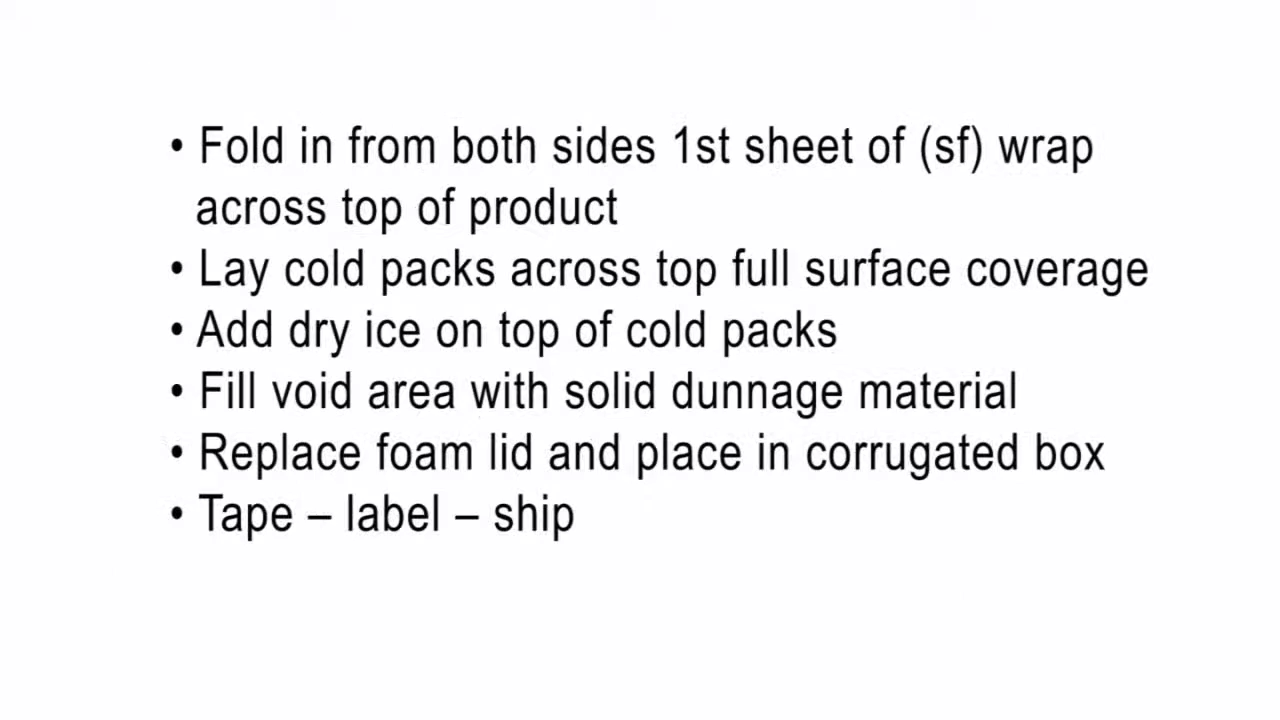 • Fold in from both sides 1st sheet of (sf) wrap
across top of product
• Lay cold packs across top full surface coverage
• Add dry ice on top of cold packs
• Fill void area with solid dunnage material
• Replace foam lid and place in corrugated box
• Tape – label – ship